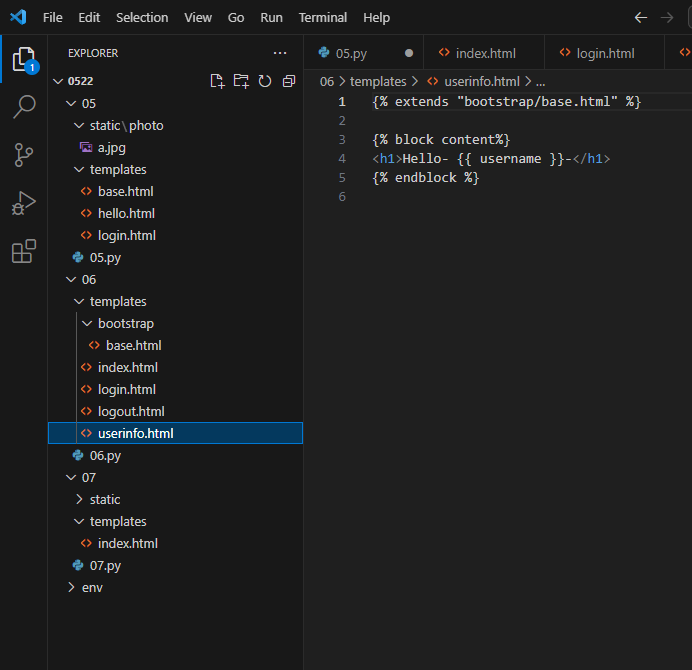 File Edit Selection View Go Run Terminal Help
EXPLORER
1
0522
05
static\photo
a.jpg
templates
base.html
hello.html
login.html
05.py
06
templates
bootstrap
base.html
index.html
login.html
logout.html
userinfo.html
06.py
07
static
templates
index.html
07.py
env
05.py index.html login.html
06 > templates > userinfo.html > ...
1 {% extends "bootstrap/base.html" %}
2
3 {% block content%}
4 <h1>Hello- {{ username }}-</h1>
5 {% endblock %}
6